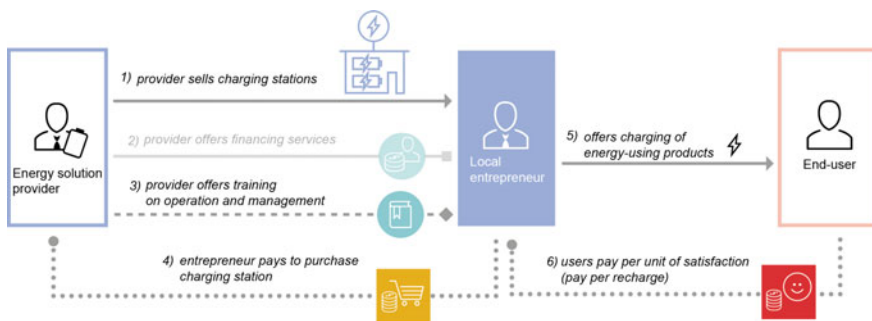 1) provider sells charging stations
2) provider offers financing services
Energy solution
provider
3) provider offers training
on operation and management
Local
entrepreneur
5) offers charging of
energy-using products
End-user
4) entrepreneur pays to purchase
charging station
6) users pay per unit of satisfaction
(pay per recharge)